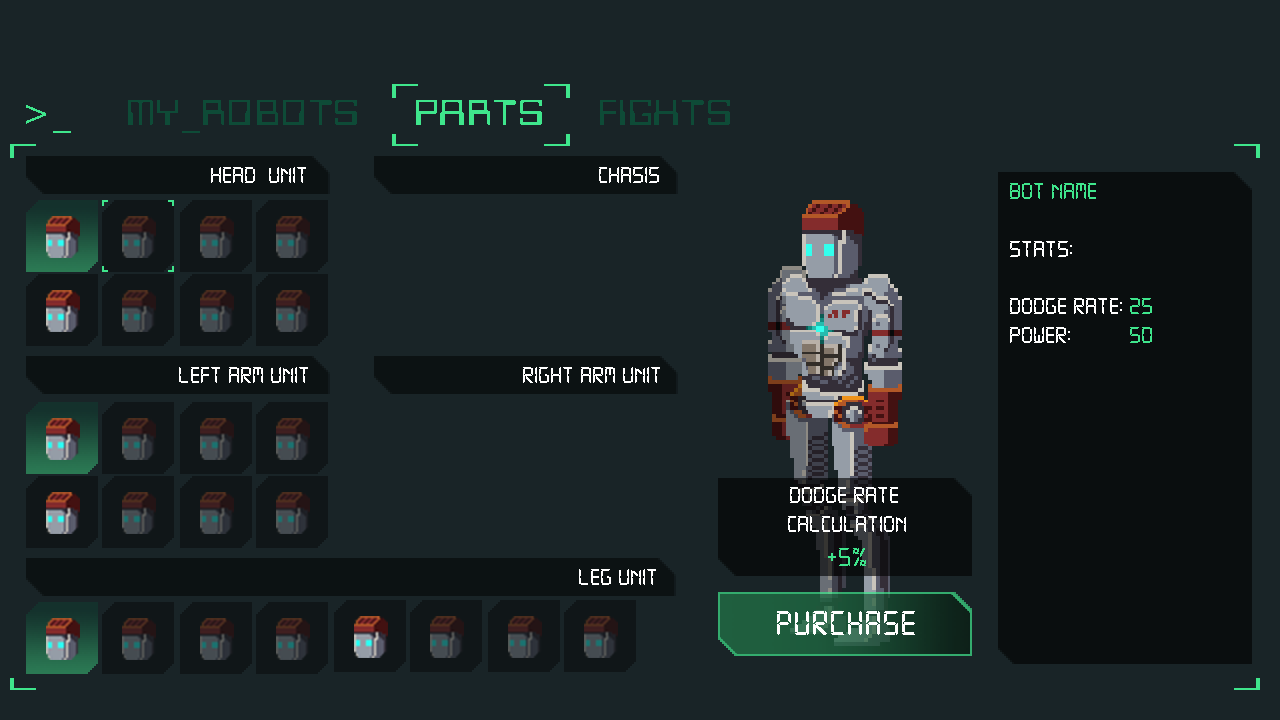 >_ MY_ROBOTS PARTS FIGHTS
HEAD UNIT
CHASIS
LEFT ARM UNIT
RIGHT ARM UNIT
LEG UNIT
AF
DODGE RATE
CALCULATION
+5%
PURCHASE
BOT NAME
STATS:
DODGE RATE: 25
POWER: 50